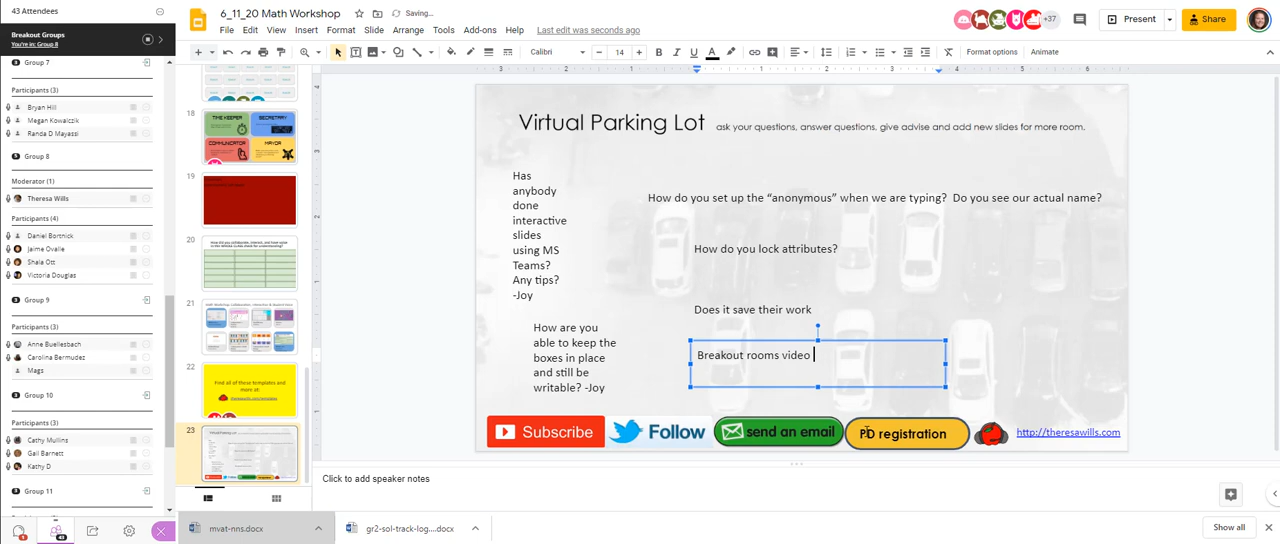 43 Attendees
Breakout Groups
You're in: Group 8
Group 7
Participants (3)
Bryan Hill
Megan Kowalczik
Randa D Mayassi
Group 8
Moderator (1)
Theresa Wills
Participants (4)
Daniel Bortnick
Jaime Ovalle
Shala Ott
Victoria Douglas
Group 9
Participants (3)
Anne Buellesbach
Carolina Bermudez
Mags
Group 10
Participants (3)
Cathy Mullins
Gail Barnett
Kathy D
Group 11
6_11_20 Math Workshop
Saving...
File Edit View Insert Format Slide Arrange Tools Add-ons Help Last edit was seconds ago
+37
Present
Share
Calibri
14
Format options
Animate
18
TIME KEEPER
SECRETARY
COMMUNICATOR
MAYOR
19
20
21
22
Find all of these templates and
more at:
23
Virtual Parking Lot ask your questions, answer questions, give advise and add new slides for more room.
Has
anybody
done
interactive
slides
using MS
Teams?
Any tips?
-Joy
How do you set up the “anonymous” when we are typing? Do you see our actual name?
How do you lock attributes?
Does it save their work
How are you
able to keep the
boxes in place
and still be
writable? -Joy
Breakout rooms video
Subscribe
Follow
send an email
PD registration
http://theresawills.com
Click to add speaker notes
mvat-nns.docx
gr2-sol-track-log....docx
Show all